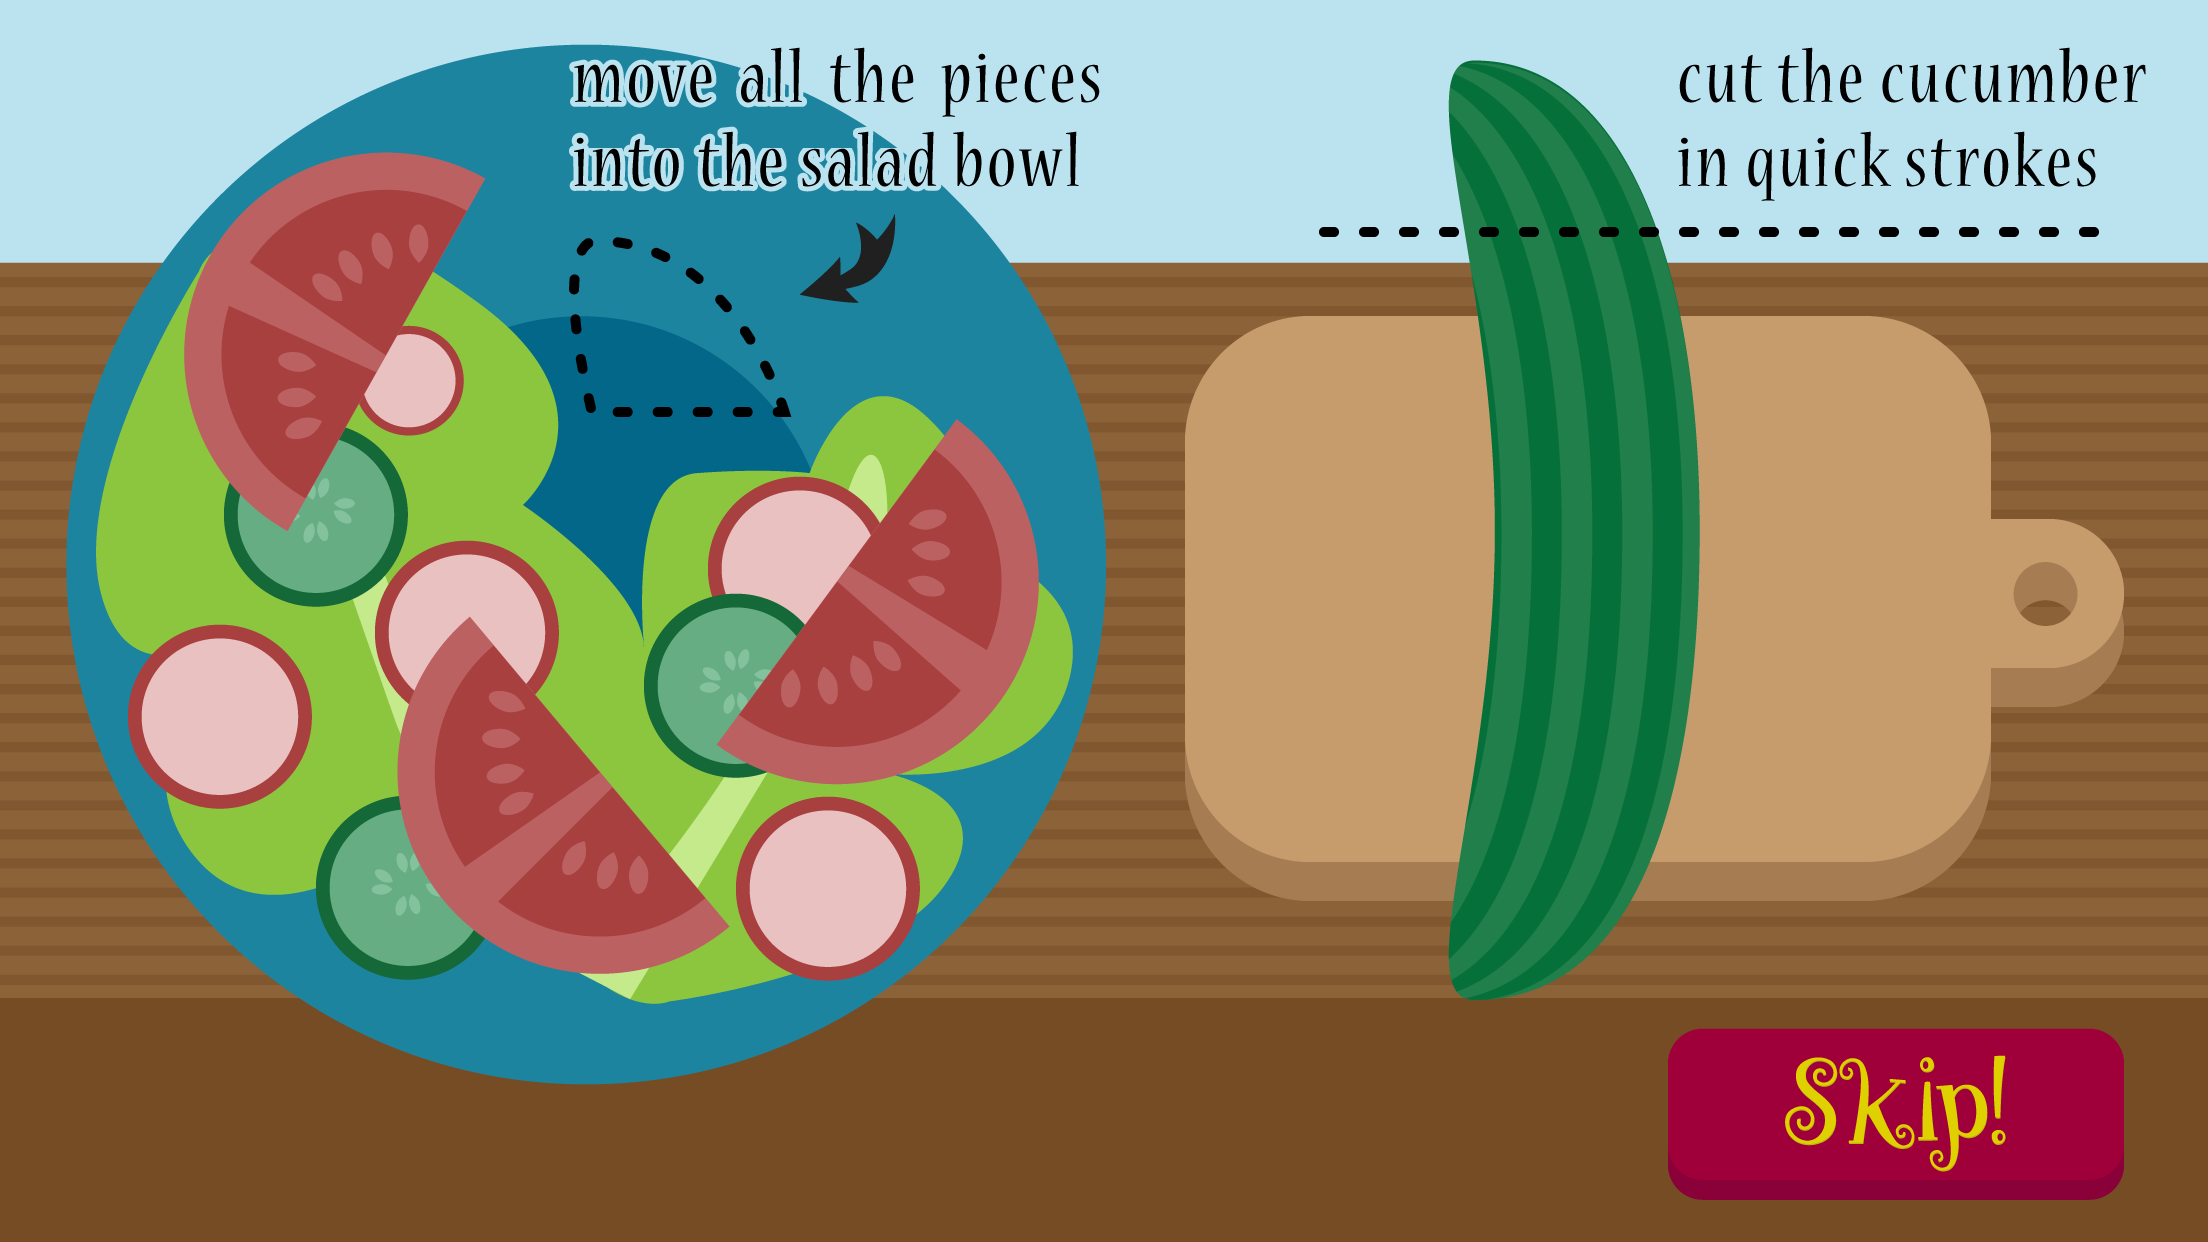 move all the pieces
into the salad bowl
cut the cucumber
in quick strokes
Skip!